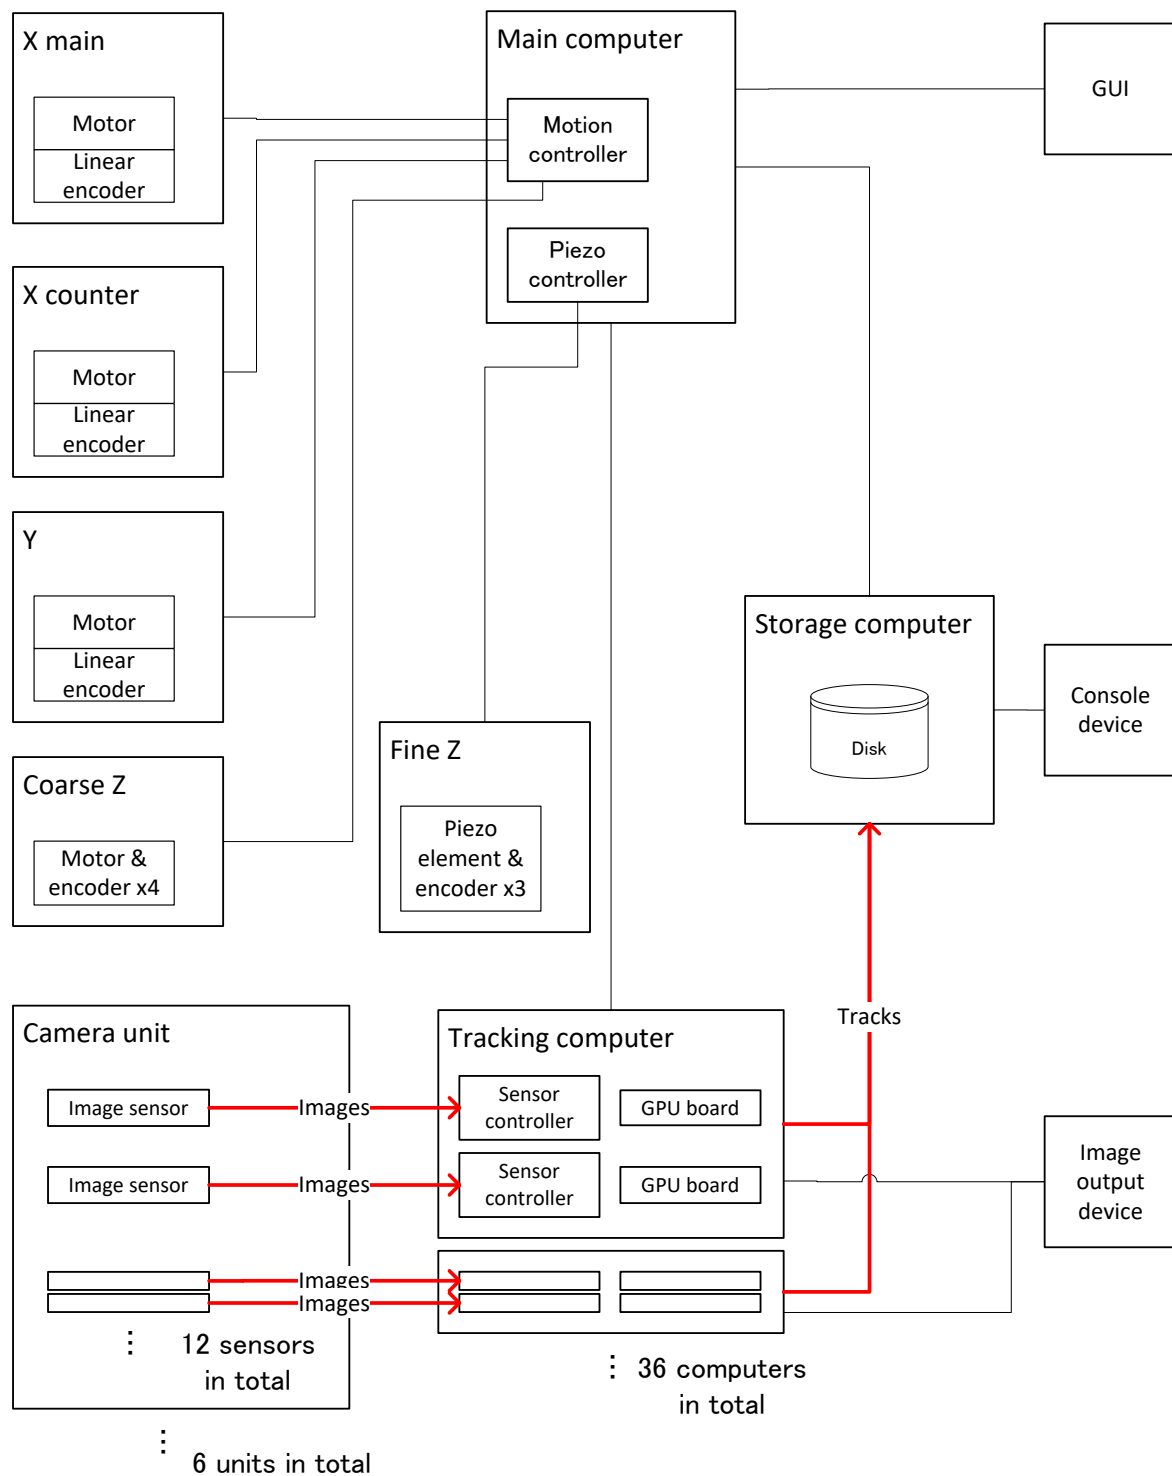 X main
Motor
Linear
encoder
Main computer
Motion
controller
Piezo
controller
GUI
X counter
Motor
Linear
encoder
Y
Motor
Linear
encoder
Storage computer
Disk
Console
device
Coarse Z
Motor &
encoder x4
Fine Z
Piezo
element &
encoder x3
Camera unit
Image sensor
Images
Image sensor
Images
Images
Images
⋮ 12 sensors
in total
⋮
6 units in total
Tracking computer
Sensor
controller
GPU board
Sensor
controller
GPU board
⋮ 36 computers
in total
Tracks
Image
output
device